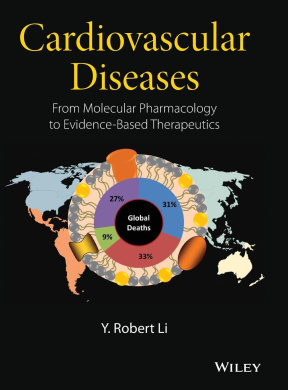 Cardiovascular
Diseases
From Molecular Pharmacology
to Evidence-Based Therapeutics
27%
31%
Global
Deaths
9%
33%
Y. Robert Li
WILEY